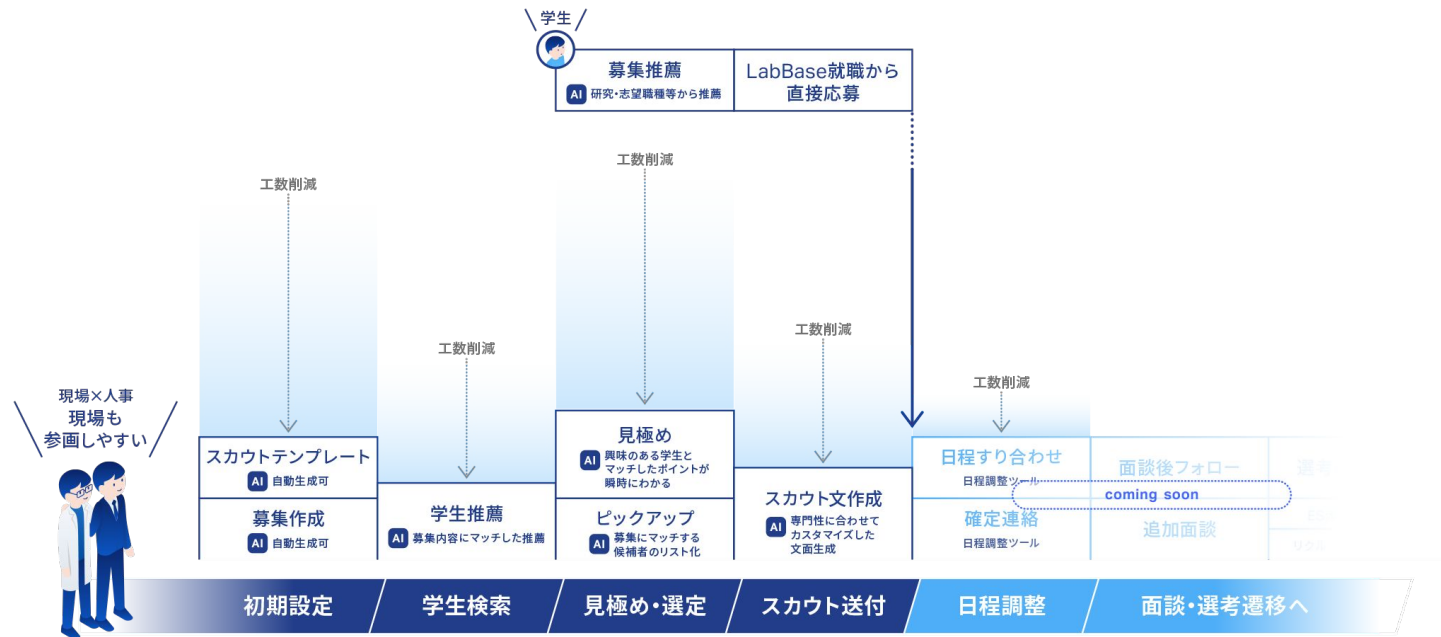 学生
募集推薦
AI 研究・志望職種等から推薦
LabBase就職から
直接応募
工数削減
工数削減
工数削減
工数削減
工数削減
現場×人事
現場も
参画しやすい
スカウトテンプレート
AI 自動生成可
募集作成
AI 自動生成可
学生推薦
AI 募集内容にマッチした推薦
見極め
AI 興味のある学生と
マッチしたポイントが
瞬時にわかる
ピックアップ
AI 募集にマッチする
候補者のリスト化
スカウト文作成
AI 専門性に合わせて
カスタマイズした
文面生成
日程すり合わせ
日程調整ツール
確定連絡
日程調整ツール
面談後フォロー
coming soon
追加面談
選考
初期設定
学生検索
見極め・選定
スカウト送付
日程調整
面談・選考遷移へ